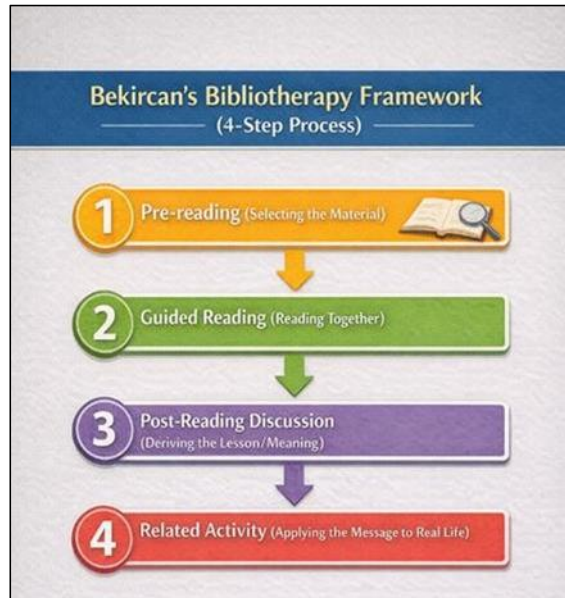 Bekircan's Bibliotherapy Framework
(4-Step Process)
1
Pre-reading (Selecting the Material)
2
Guided Reading (Reading Together)
3
Post-Reading Discussion
(Deriving the Lesson/Meaning)
4
Related Activity (Applying the Message to Real Life)